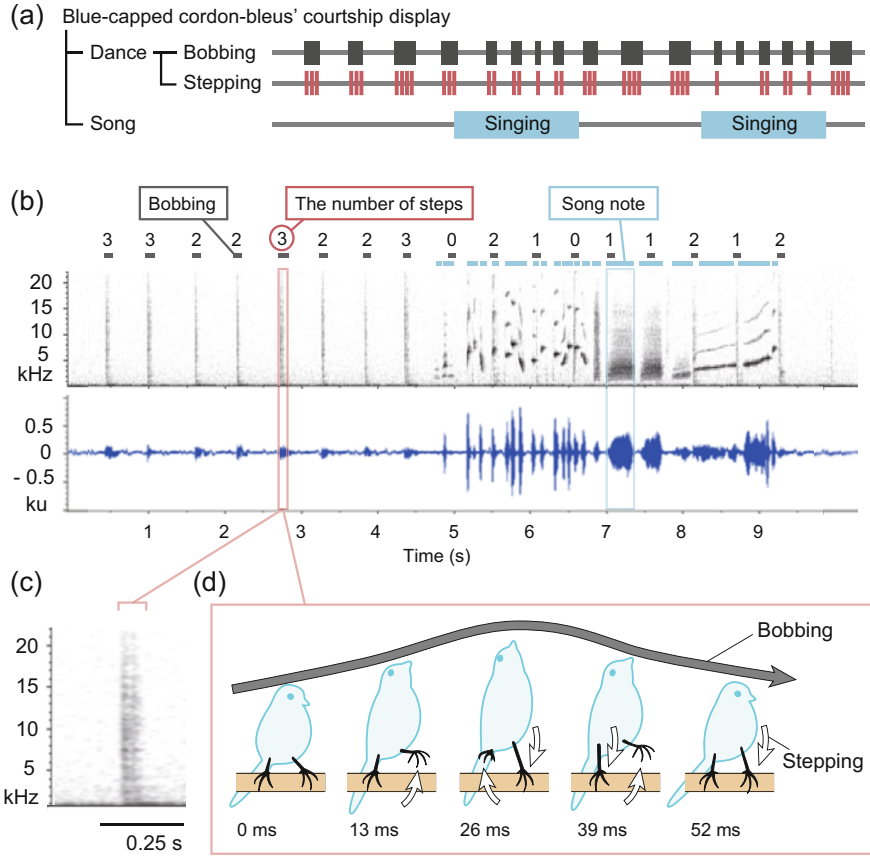 (a)
Blue-capped cordon-bleus' courtship display
Dance
Bobbing
Stepping
Song
Singing Singing
(b)
Bobbing
The number of steps
Song note
3 3 2 2 3 2 2 3 0 2 1 0 1 1 2 1 2
20
15
10
5
kHz
0.5
0
- 0.5
ku
1 2 3 4 5 6 7 8 9
Time (s)
(c)
20
15
10
5
kHz
0.25 s
(d)
Bobbing
Stepping
0 ms 13 ms 26 ms 39 ms 52 ms